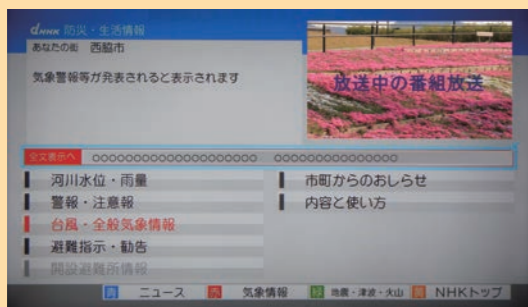 dNHK 防災・生活情報
あなたの街 西脇市
気象警報等が発表されると表示されます
放送中の番組放送
全文表示へ ○○○○○○○○○○○○○○○○○○○○ ○○○○○○○○○○○○○○○
河川水位・雨量
警報・注意報
台風・全般気象情報
避難指示・勧告
開設避難所情報
市町からのおしらせ
内容と使い方
青 ニュース 赤 気象情報 緑 地震・津波・火山 黄 NHKトップ